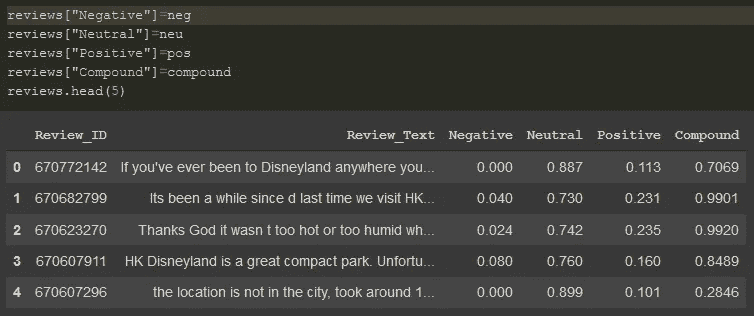 reviews["Negative"]=neg
reviews["Neutral"]=neu
reviews["Positive"]=pos
reviews["Compound"]=compound
reviews.head(5)
Review_ID Review_Text Negative Neutral Positive Compound
0 670772142 If you've ever been to Disneyland anywhere you... 0.000 0.887 0.113 0.7069
1 670682799 Its been a while since d last time we visit HK... 0.040 0.730 0.231 0.9901
2 670623270 Thanks God it wasn t too hot or too humid wh... 0.024 0.742 0.235 0.9920
3 670607911 HK Disneyland is a great compact park. Unfortu... 0.080 0.760 0.160 0.8489
4 670607296 the location is not in the city, took around 1... 0.000 0.899 0.101 0.2846